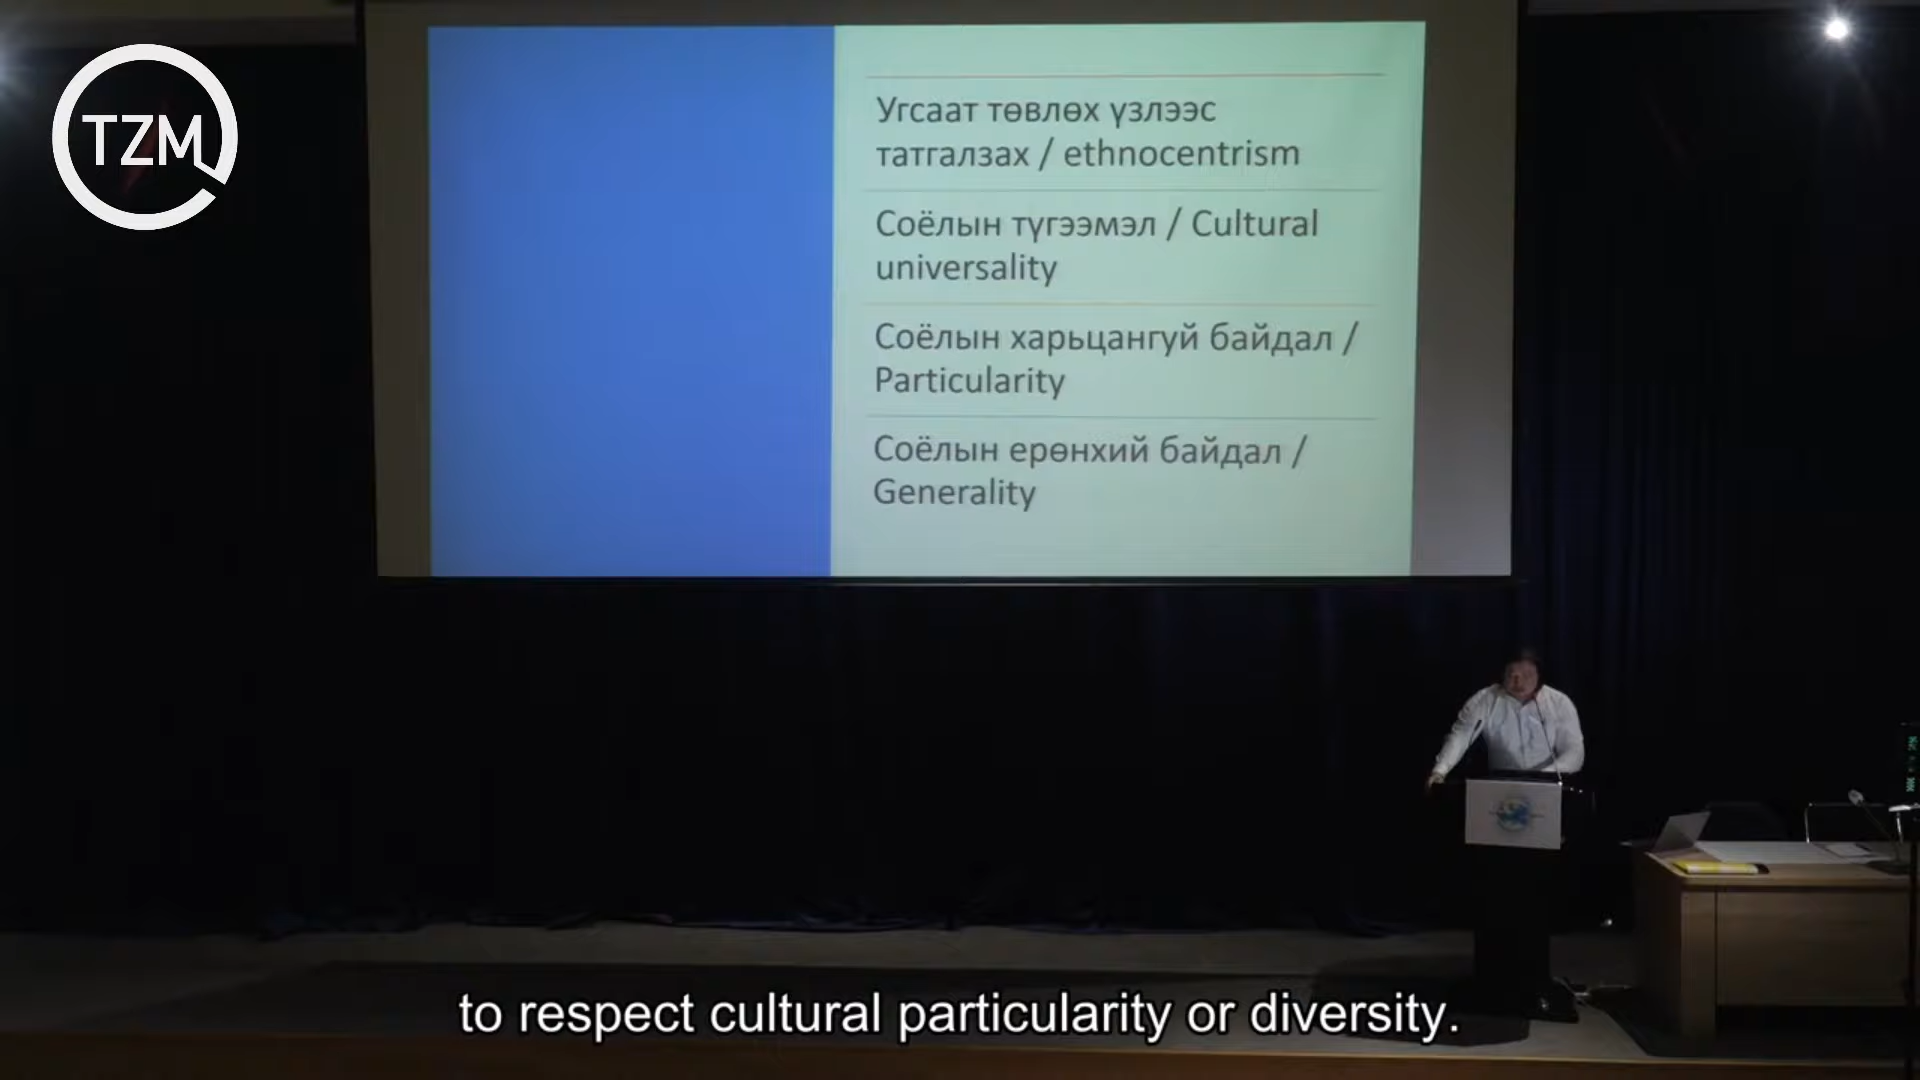 TZM
Угсаат төвлөх үзлээс
татгалзах / ethnocentrism
Соёлын түгээмэл / Cultural
universality
Соёлын харьцангуй байдал /
Particularity
Соёлын ерөнхий байдал /
Generality
to respect cultural particularity or diversity.